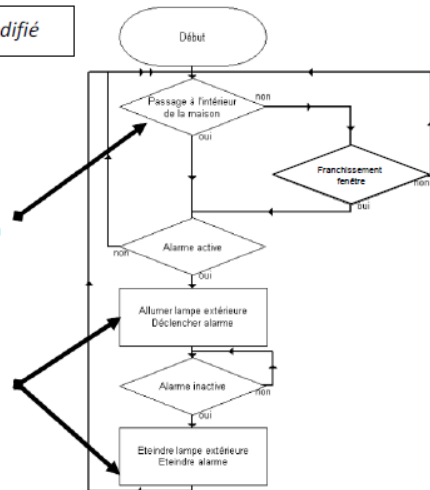 difié
Début
Passage à l'intérieur
de la maison
non
oui
Franchissement
fenêtre
non
oui
Alarme active
non
oui
Allumer lampe extérieure
Déclencher alarme
Alarme inactive
non
oui
Eteindre lampe extérieure
Eteindre alarme